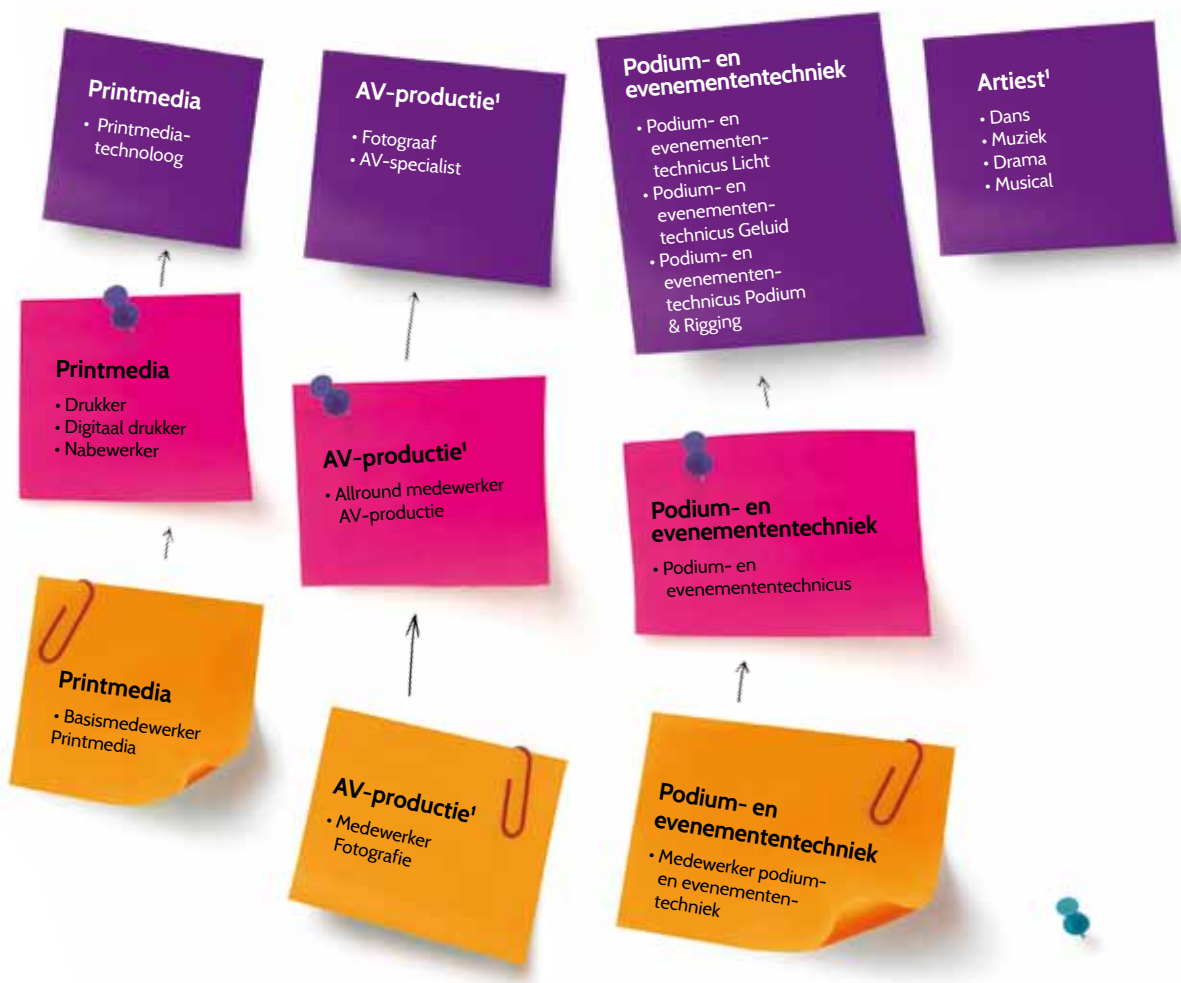 Printmedia
• Printmedia-
technoloog
AV-productie¹
• Fotograaf
• AV-specialist
Podium- en
evenemententechniek
• Podium- en
evenementen-
technicus Licht
• Podium- en
evenementen-
technicus Geluid
• Podium- en
evenementen-
technicus Podium
& Rigging
Artiest¹
• Dans
• Muziek
• Drama
• Musical
Printmedia
• Drukker
• Digitaal drukker
• Nabewerker
AV-productie¹
• Allround medewerker
AV-productie
Podium- en
evenemententechniek
• Podium- en
evenemententechnicus
Printmedia
• Basismedewerker
Printmedia
AV-productie¹
• Medewerker
Fotografie
Podium- en
evenemententechniek
• Medewerker podium-
en evenementen-
techniek